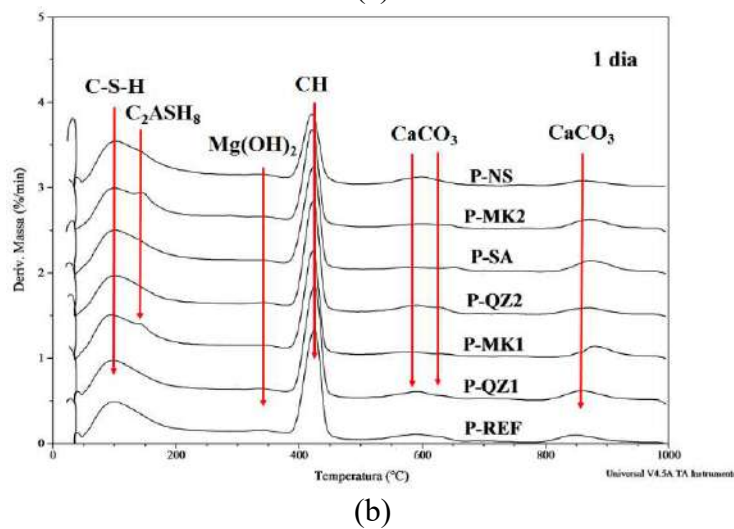 5
1 dia
CH
C-S-H
4
C₂ASH₈
Mg(OH)₂
CaCO₃
CaCO₃
P-NS
3
P-MK2
Deriv. Massa (%/min)
P-SA
2
P-QZ2
P-MK1
1
P-QZ1
P-REF
0
0
200
400
600
800
1000
Temperatura (°C)
Universal V4.5A TA Instrument
(b)